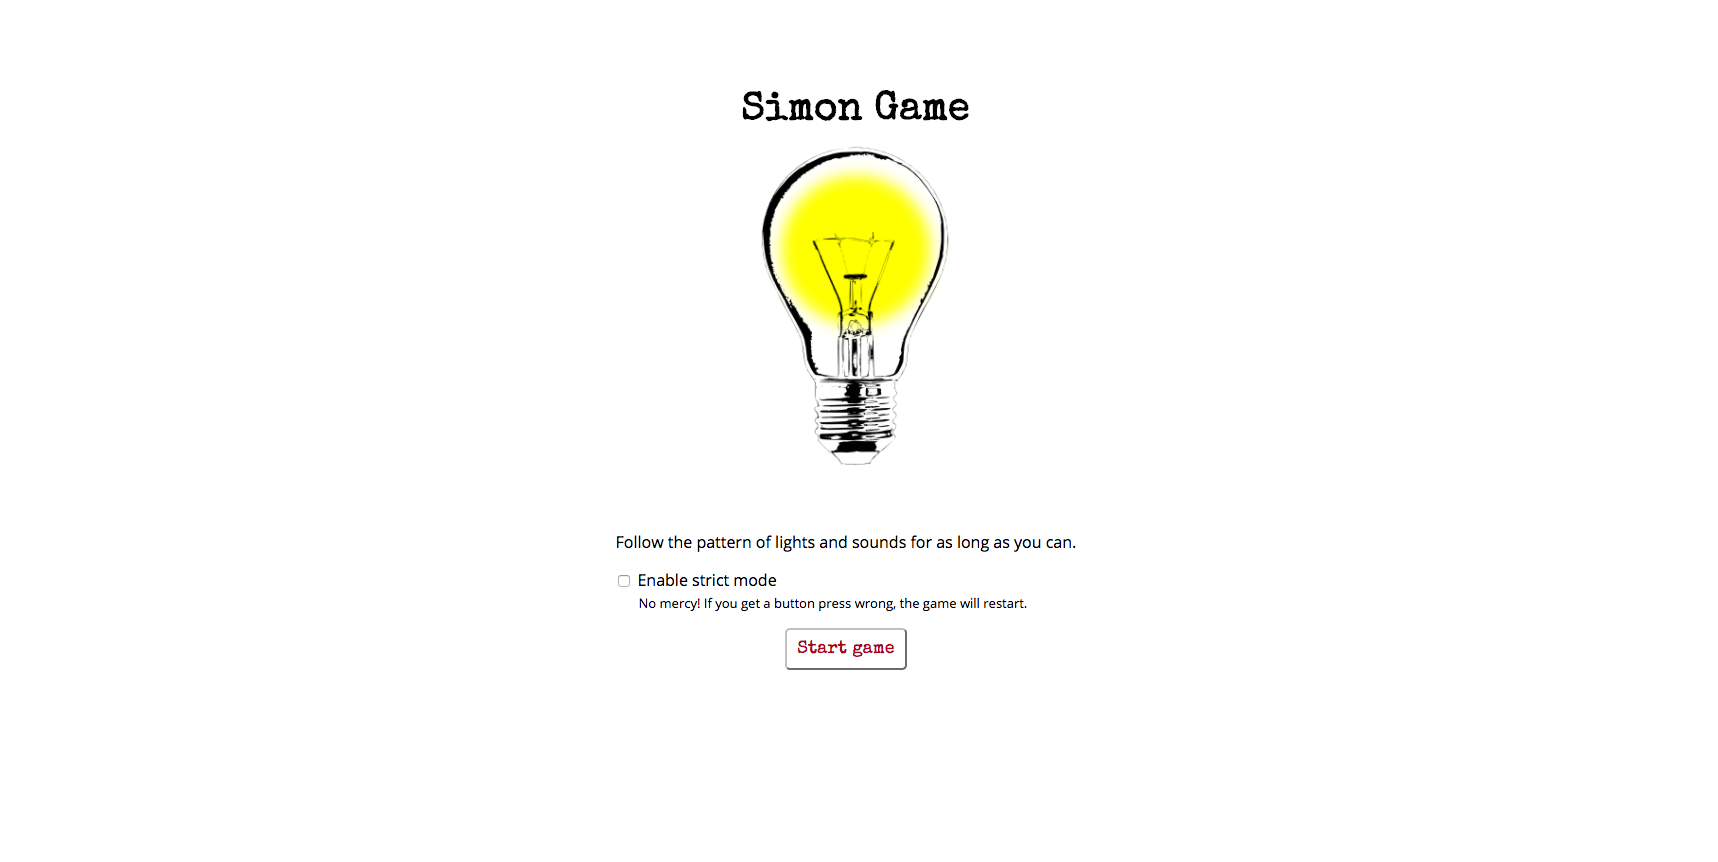 Simon Game
Follow the pattern of lights and sounds for as long as you can.
Enable strict mode
No mercy! If you get a button press wrong, the game will restart.
Start game